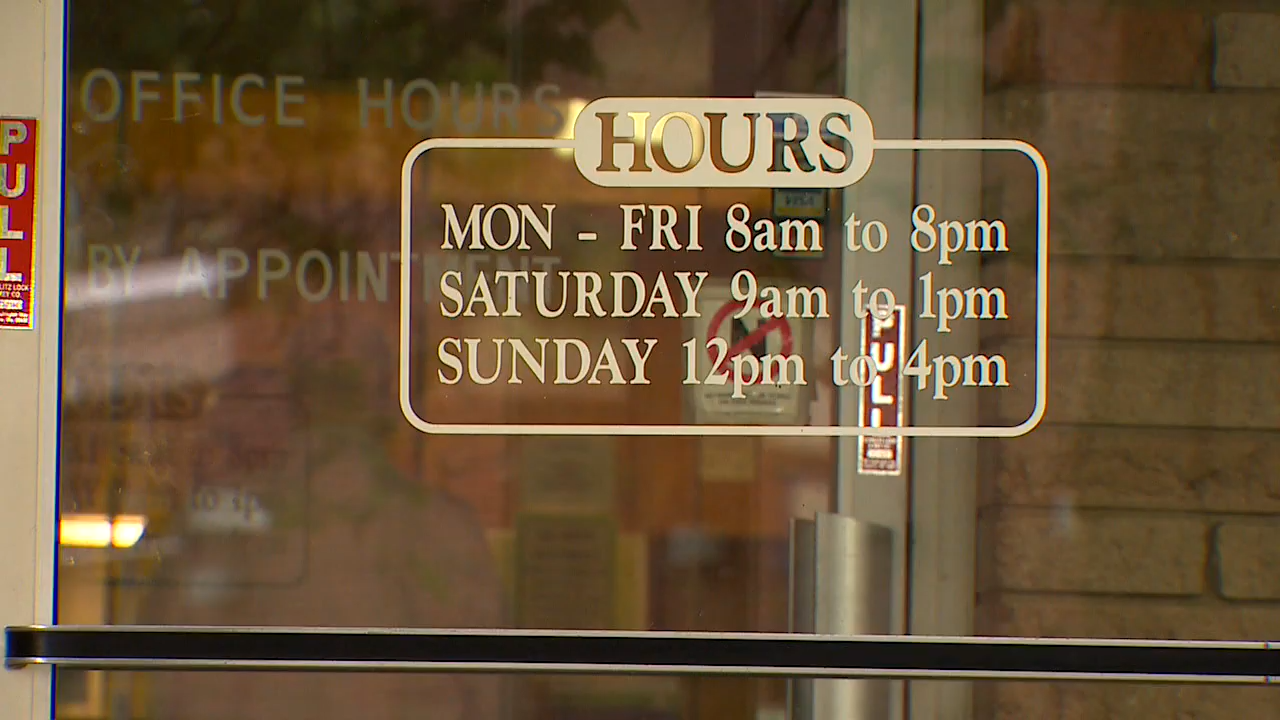 OFFICE HOURS
HOURS
MON - FRI 8am to 8pm
BY APPOINTMENT
SATURDAY 9am to 1pm
SUNDAY 12pm to 4pm
PULL
PULL
VISA